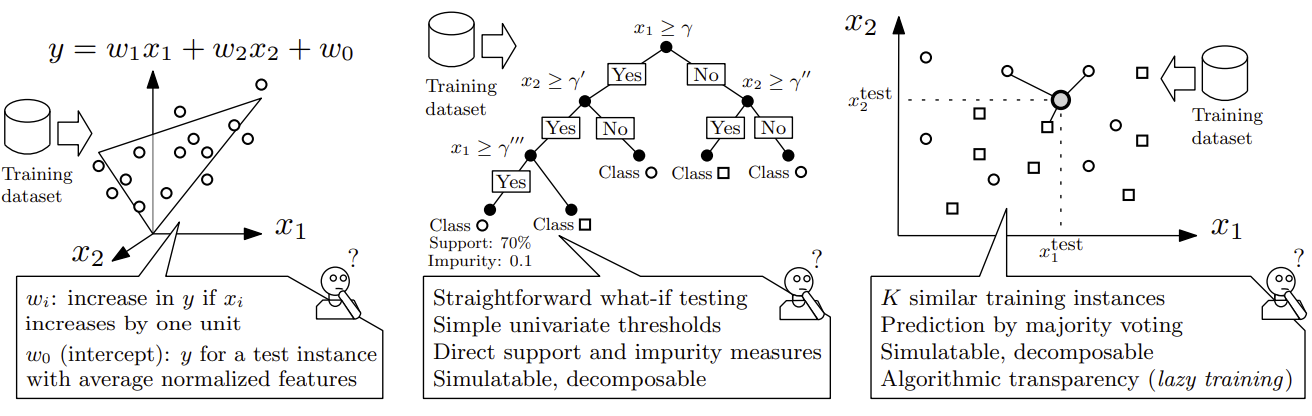 y = w₁x₁ + w₂x₂ + w₀
Training
dataset
x₁
x₂
?
wᵢ: increase in y if xᵢ
increases by one unit
w₀ (intercept): y for a test instance
with average normalized features
Training
dataset
x₁ ≥ γ
Yes
No
x₂ ≥ γ′
x₂ ≥ γ′′
Yes
No
Yes
No
x₁ ≥ γ′′′
Class
Class
Class
Yes
Class
Class
Support: 70%
Impurity: 0.1
?
Straightforward what-if testing
Simple univariate thresholds
Direct support and impurity measures
Simulatable, decomposable
x₂
x₂ᵗᵉˢᵗ
Training
dataset
x₁
x₁ᵗᵉˢᵗ
?
K similar training instances
Prediction by majority voting
Simulatable, decomposable
Algorithmic transparency (lazy training)